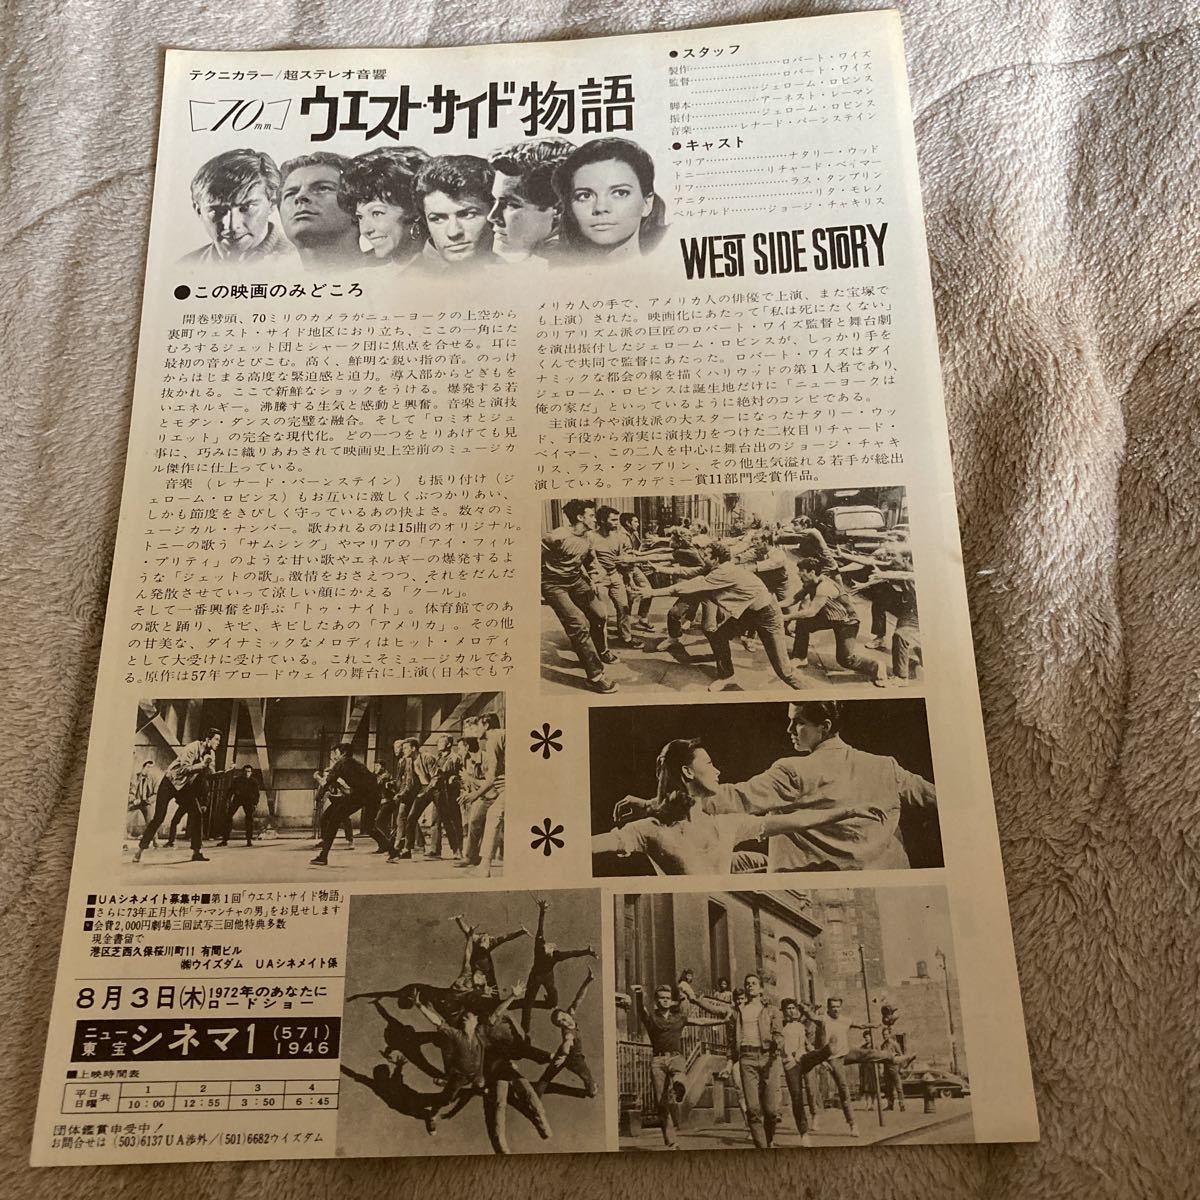 テクニカラー/超ステレオ音響
70mm ウエスト・サイド物語
●スタッフ
製作……………ロバート・ワイズ
監督……………ロバート・ワイズ
……………ジェローム・ロビンス
脚本……………アーネスト・レーマン
振付……………ジェローム・ロビンス
音楽……………レナード・バーンステイン
●キャスト
マリア……………ナタリー・ウッド
トニー……………リチャード・ベイマー
リフ……………ラス・タンブリン
アニタ……………リタ・モレノ
ベルナルド………ジョージ・チャキリス
WEST SIDE STORY
●この映画のみどころ
開巻劈頭、70ミリのカメラがニューヨークの上空から
裏町ウェスト・サイド地区におり立ち、ここの一角にた
むろするジェット団とシャーク団に焦点を合せる。耳に
最初の音がとびこむ。高く、鮮明な鋭い指の音。のっけ
からはじまる高度な緊迫感と迫力。導入部からどぎもを
抜かれる。ここで新鮮なショックをうける。爆発する若
いエネルギー。沸騰する生気と感動と興奮。音楽と演技
とモダン・ダンスの完璧な融合。そして「ロミオとジュ
リエット」の完全な現代化。どの一つをとりあげても見
事に、巧みに織りあわされて映画史上空前のミュージカ
ル傑作に仕上っている。
音楽（レナード・バーンステイン）も振り付け（ジ
ェローム・ロビンス）もお互いに激しくぶつかりあい、
しかも節度をきびしく守っているあの快よさ。数々のミ
ュージカル・ナンバー。歌われるのは15曲のオリジナル。
トニーの歌う「サムシング」やマリアの「アイ・フィル
・プリティ」のような甘い歌やエネルギーの爆発するよ
うな「ジェットの歌」。激情をおさえつつ、それをだんだ
ん発散させていって涼しい顔にかえる「クール」。
そして一番興奮を呼ぶ「トゥ・ナイト」。体育館でのあ
の歌と踊り、キビ、キビしたあの「アメリカ」。その他
の甘美な、ダイナミックなメロディはヒット・メロディ
として大受けに受けている。これこそミュージカルであ
る。原作は57年ブロードウェイの舞台に上演（日本でもア
メリカ人の手で、アメリカ人の俳優で上演、また宝塚で
も上演）された。映画化にあたって「私は死にたくない」
のリアリズム派の巨匠のロバート・ワイズ監督と舞台劇
を演出振付したジェローム・ロビンスが、しっかり手を
くんで共同で監督にあたった。ロバート・ワイズはダイ
ナミックな都会の線を描くハリウッドの第1人者であり、
ジェローム・ロビンスは誕生地だけに「ニューヨークは
俺の家だ」といっているように絶対のコンビである。
主演は今や演技派の大スターになったナタリー・ウッ
ド、子役から着実に演技力をつけた二枚目リチャード・
ベイマー、この二人を中心に舞台出のジョージ・チャキ
リス、ラス・タンブリン、その他生気溢れる若手が総出
演している。アカデミー賞11部門受賞作品。
＊
＊
■UAシネメイト募集中■第1回「ウエスト・サイド物語」
■さらに73年正月大作「ラ・マンチャの男」をお見せします
■会費2,000円劇場三回試写三回他特典多数
現金書留で
港区芝西久保桜川町11 有間ビル
㈱ウイズダム UAシネメイト係
8月3日(木)1972年のあなたに
ロードショー
ニュー東宝シネマ1 (571)1946
■上映時間表
平日日曜共 1 2 3 4
10:00 12:55 3:50 6:45
団体鑑賞申受中！
お問合せは(503)6137UA渉外/(501)6682ウイズダム